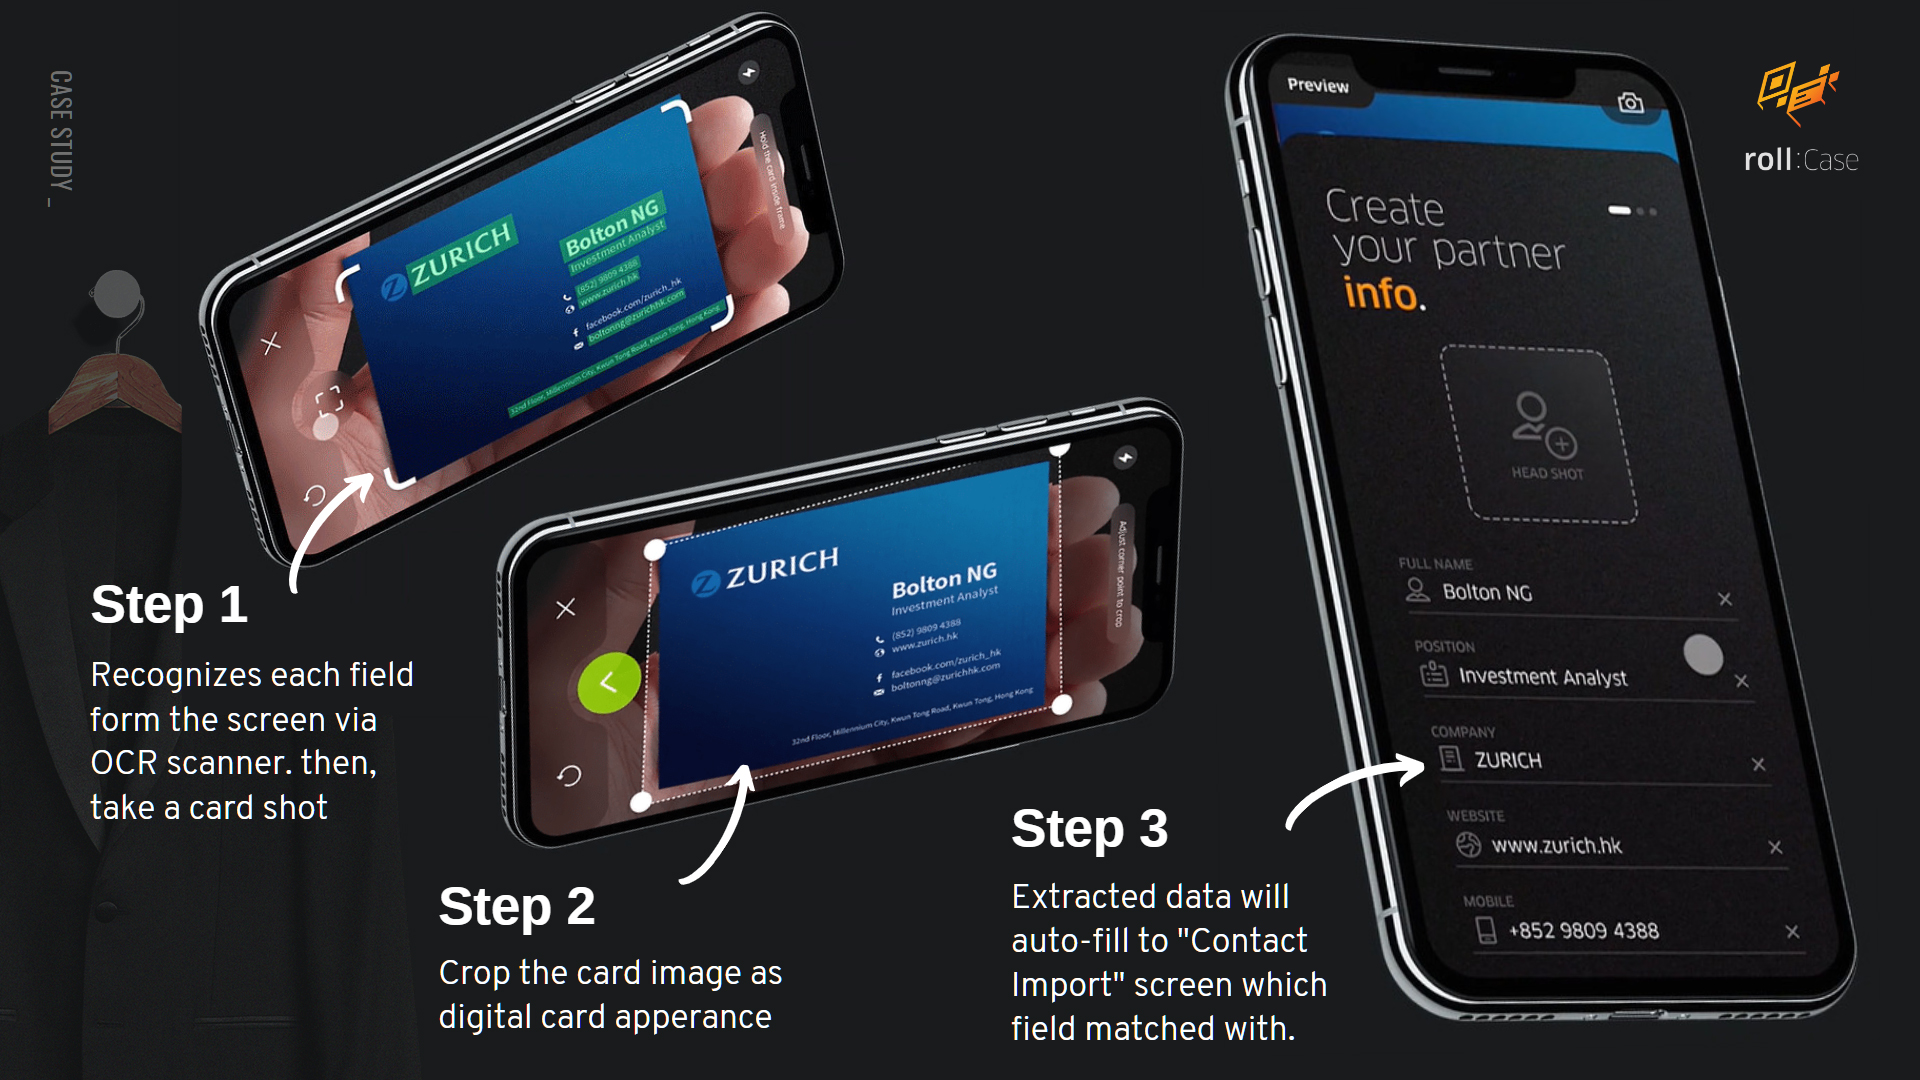 CASE STUDY _
Hold the card inside frame
ZURICH
Bolton NG
Investment Analyst
(852) 9809 4388
www.zurich.hk
facebook.com/zurich_hk
boltonng@zurichhk.com
32nd Floor, Millennium City, Kwun Tong Road, Kwun Tong, Hong Kong
Step 1
Recognizes each field
form the screen via
OCR scanner. then,
take a card shot
Adjust corner point to crop
ZURICH
Bolton NG
Investment Analyst
(852) 9809 4388
www.zurich.hk
facebook.com/zurich_hk
boltonng@zurichhk.com
32nd Floor, Millennium City, Kwun Tong Road, Kwun Tong, Hong Kong
Step 2
Crop the card image as
digital card apperance
Step 3
Extracted data will
auto-fill to "Contact
Import" screen which
field matched with.
Preview
Create
your partner
info.
HEAD SHOT
FULL NAME
Bolton NG
POSITION
Investment Analyst
COMPANY
ZURICH
WEBSITE
www.zurich.hk
MOBILE
+852 9809 4388
roll:Case